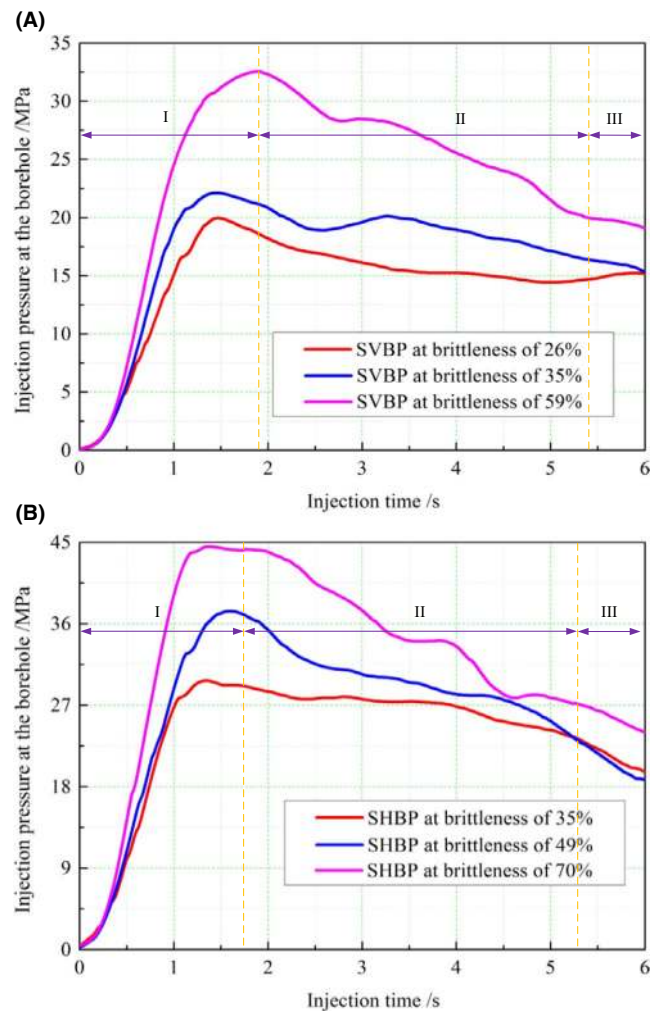 (A)
35
30
25
20
15
10
5
0
Injection pressure at the borehole /MPa
I
II
III
SVBP at brittleness of 26%
SVBP at brittleness of 35%
SVBP at brittleness of 59%
0 1 2 3 4 5 6
Injection time /s
(B)
45
36
27
18
9
0
Injection pressure at the borehole /MPa
I
II
III
SHBP at brittleness of 35%
SHBP at brittleness of 49%
SHBP at brittleness of 70%
0 1 2 3 4 5 6
Injection time /s